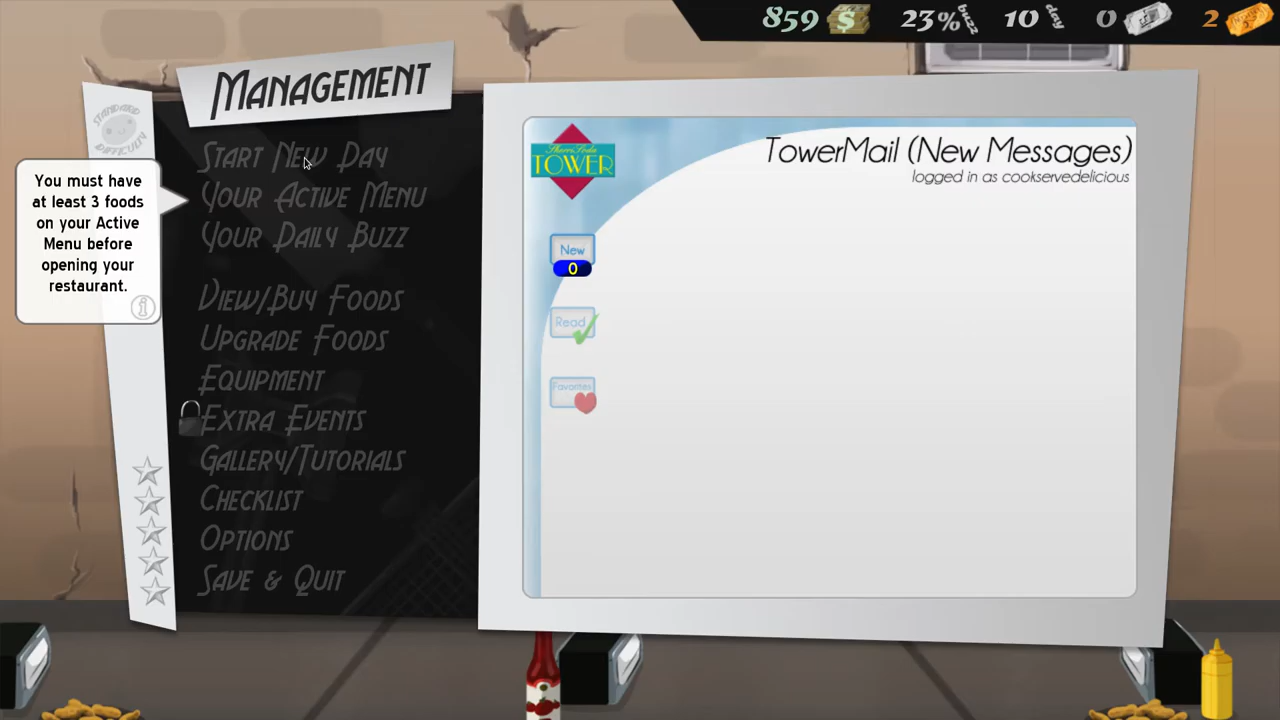 859 $ 23% buzz 10 day 0 2
MANAGEMENT
STANDARD
DIFFICULTY
START NEW DAY
YOUR ACTIVE MENU
YOUR DAILY BUZZ
VIEW/BUY FOODS
UPGRADE FOODS
EQUIPMENT
EXTRA EVENTS
GALLERY/TUTORIALS
CHECKLIST
OPTIONS
SAVE & QUIT
You must have
at least 3 foods
on your Active
Menu before
opening your
restaurant.
i
SherriSoda
TOWER
TowerMail (New Messages)
logged in as cookservedelicious
New
0
Read
Favorites